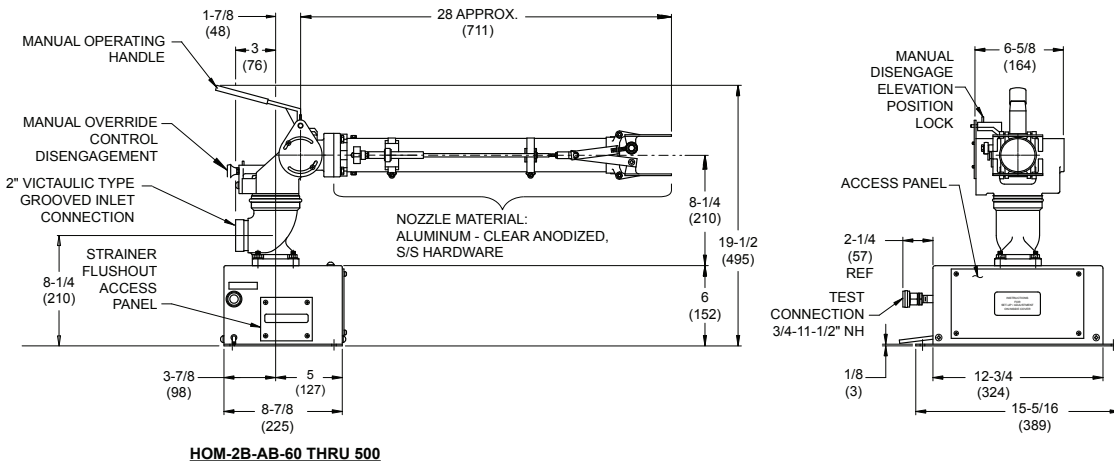 1-7/8
(48)
28 APPROX.
(711)
MANUAL OPERATING
HANDLE
3
(76)
MANUAL OVERRIDE
CONTROL
DISENGAGEMENT
2" VICTAULIC TYPE
GROOVED INLET
CONNECTION
NOZZLE MATERIAL:
ALUMINUM - CLEAR ANODIZED,
S/S HARDWARE
8-1/4
(210)
19-1/2
(495)
8-1/4
(210)
STRAINER
FLUSHOUT
ACCESS
PANEL
6
(152)
3-7/8
(98)
5
(127)
8-7/8
(225)
HOM-2B-AB-60 THRU 500
MANUAL
DISENGAGE
ELEVATION
POSITION
LOCK
6-5/8
(164)
ACCESS PANEL
2-1/4
(57)
REF
TEST
CONNECTION
3/4-11-1/2" NH
1/8
(3)
12-3/4
(324)
15-5/16
(389)